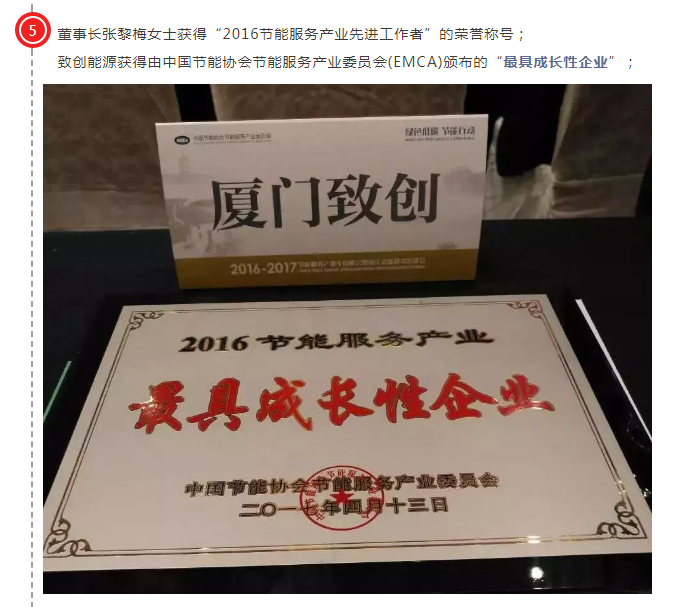 5
董事长张黎梅女士获得“2016节能服务产业先进工作者”的荣誉称号；
致创能源获得由中国节能协会节能服务产业委员会(EMCA)颁布的“最具成长性企业”；
中国节能协会节能服务产业委员会
绿色低碳 节能行动
厦门致创
2016-2017
2016 节能服务产业
最具成长性企业
中国节能协会节能服务产业委员会
二〇一七年四月十三日